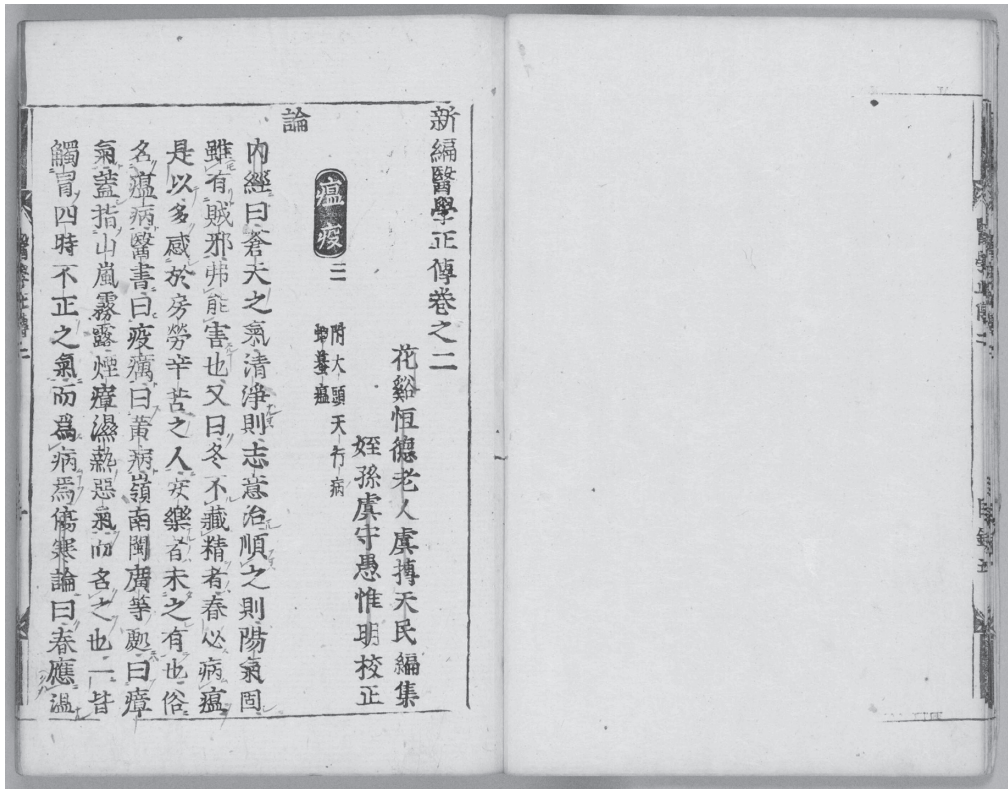 新編醫學正傳卷之二
花谿恒德老人虞摶天民編集
姪孫虞守愚惟明校正
瘟疫 三 附大頭天行病
蝦蟇瘟
論
內經曰蒼天之氣清淨則志意治順之則陽氣固
雖有賊邪弗能害也又曰冬不藏精者春必病瘟
是以多感於房勞辛苦之人安樂者未之有也俗
名瘟病醫書曰疫癘曰黃病嶺南閩廣等處曰瘴
氣蓋指山嵐霧露煙瘴濕熱惡氣而名之也一皆
觸冒四時不正之氣而爲病焉傷寒論曰春應溫